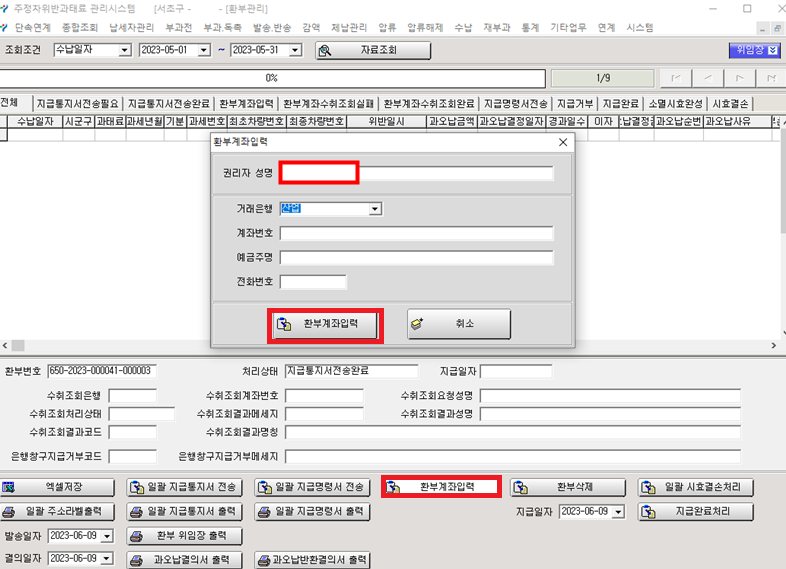 주정차위반과태료 관리시스템 [서초구 - - [환부관리]
단속연계 종합조회 납세자관리 부과전 부과.독촉 발송.반송 감액 체납관리 압류 압류해제 수납 재부과 통계 기타업무 연계 시스템
조회조건 수납일자 2023-05-01 ~ 2023-05-31 자료조회 위임장
0% 1/9
전체 지급통지서전송필요 지급통지서전송완료 환부계좌입력 환부계좌수취조회실패 환부계좌수취조회완료 지급명령서전송 지급거부 지급완료 소멸시효완성 시효결손
수납일자 시군구 과태료 과세년월 기분 과세번호 최초차량번호 최종차량번호 위반일시 과오납금액 과오납결정일자 경과일수 이자 과오납순번 과오납사유
환부계좌입력
권리자 성명
거래은행 산업
계좌번호
예금주명
전화번호
환부계좌입력 취소
환부번호 650-2023-000041-000003 처리상태 지급통지서전송완료 지급일자
수취조회은행 수취조회계좌번호 수취조회요청성명
수취조회처리상태 수취조회결과메세지 수취조회결과성명
수취조회결과코드 수취조회결과명칭
은행창구지급거부코드 은행창구지급거부메세지
엑셀저장 일괄 지급통지서 전송 일괄 지급명령서 전송 환부계좌입력 환부삭제 일괄 시효결손처리
일괄 주소라벨출력 일괄 지급통지서 출력 일괄 지급명령서 출력 지급일자 2023-06-09 지급완료처리
발송일자 2023-06-09 환부 위임장 출력
결의일자 2023-06-09 과오납결의서 출력 과오납반환결의서 출력